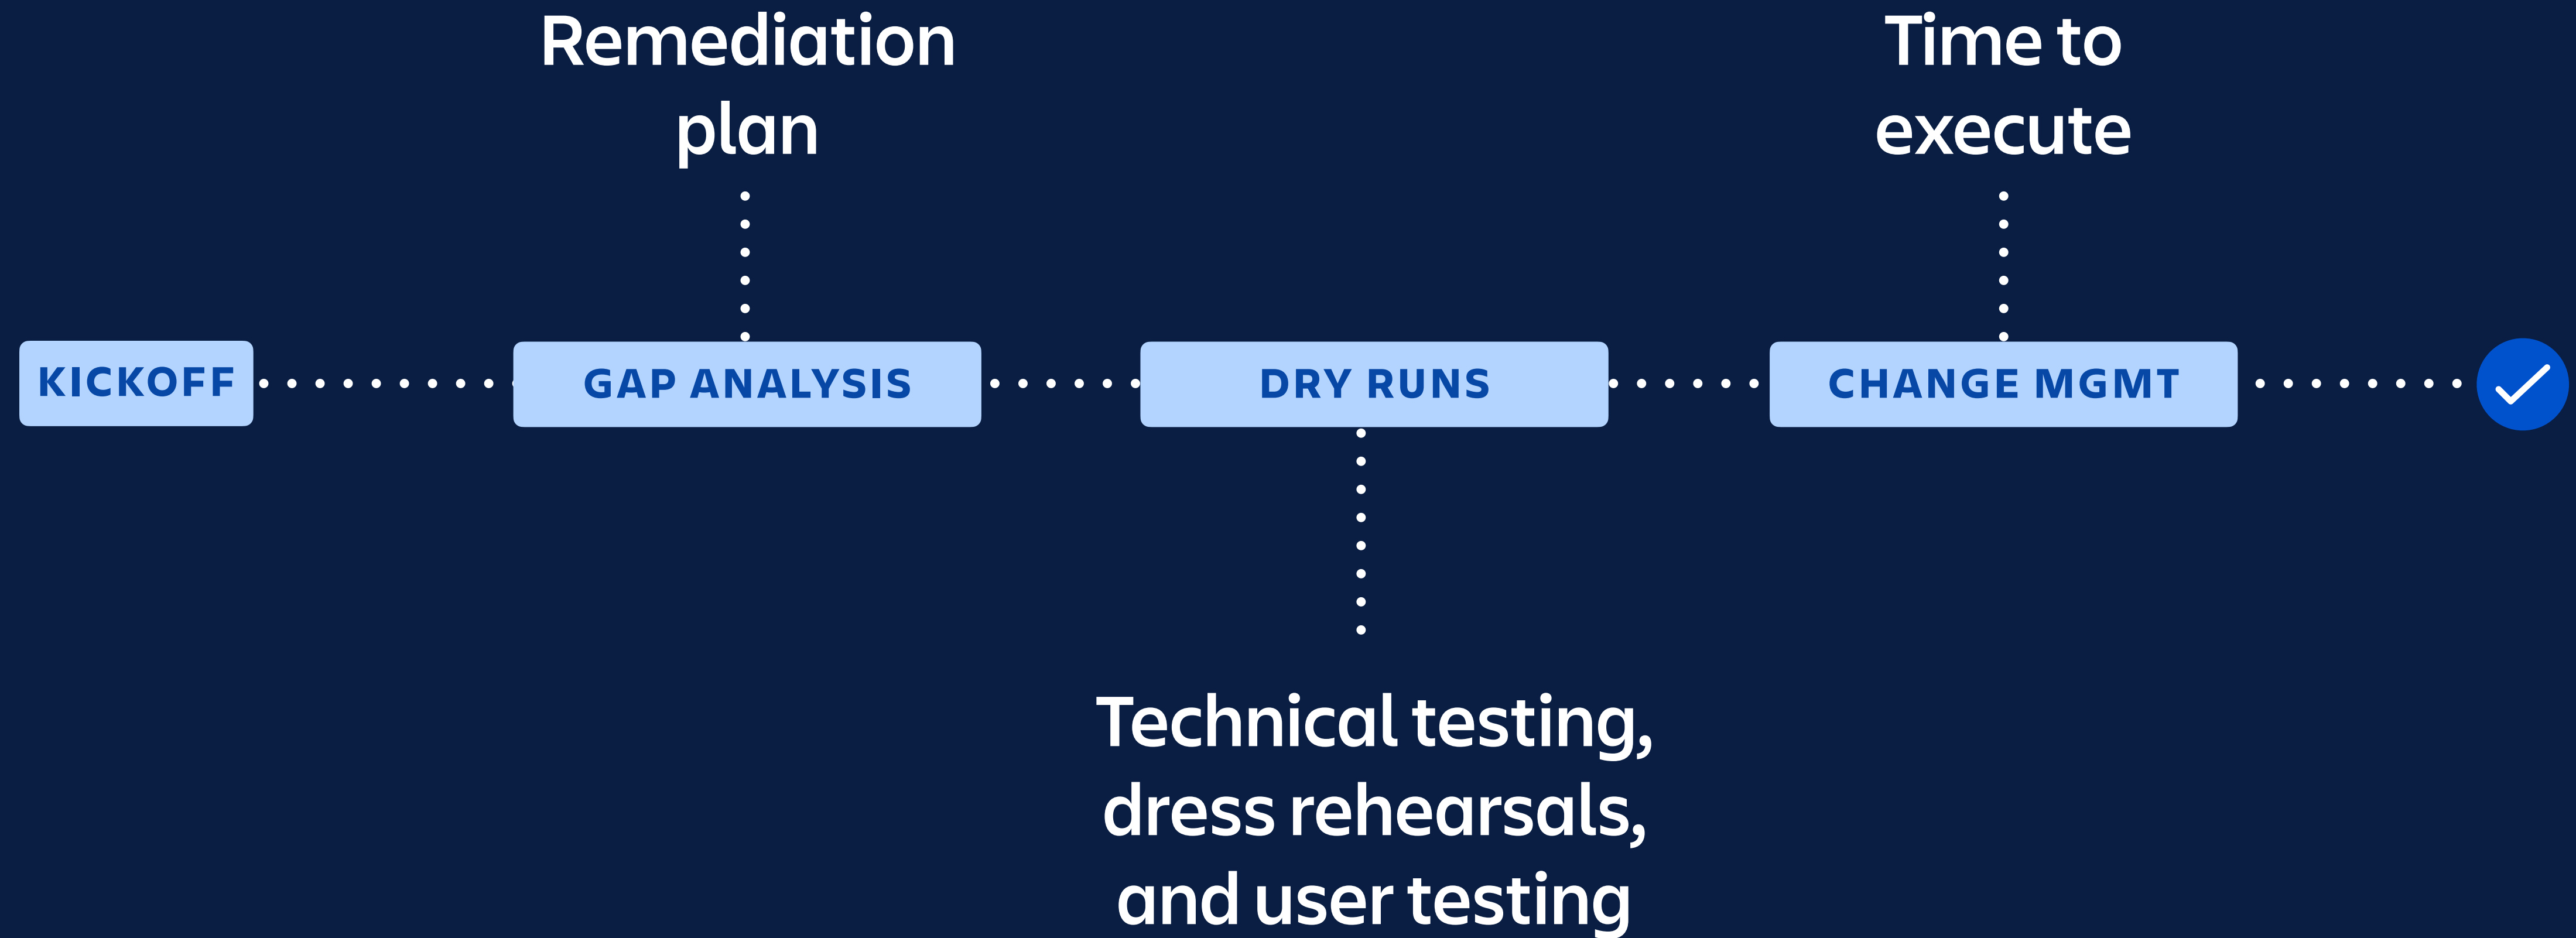 Remediation
plan
Time to
execute
KICKOFF
GAP ANALYSIS
DRY RUNS
CHANGE MGMT
Technical testing,
dress rehearsals,
and user testing